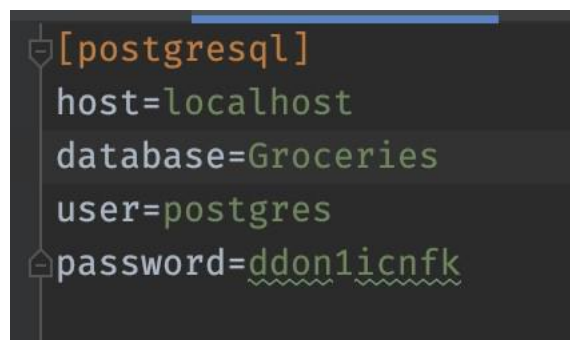 [postgresql]
host=localhost
database=Groceries
user=postgres
password=ddon1icnfk